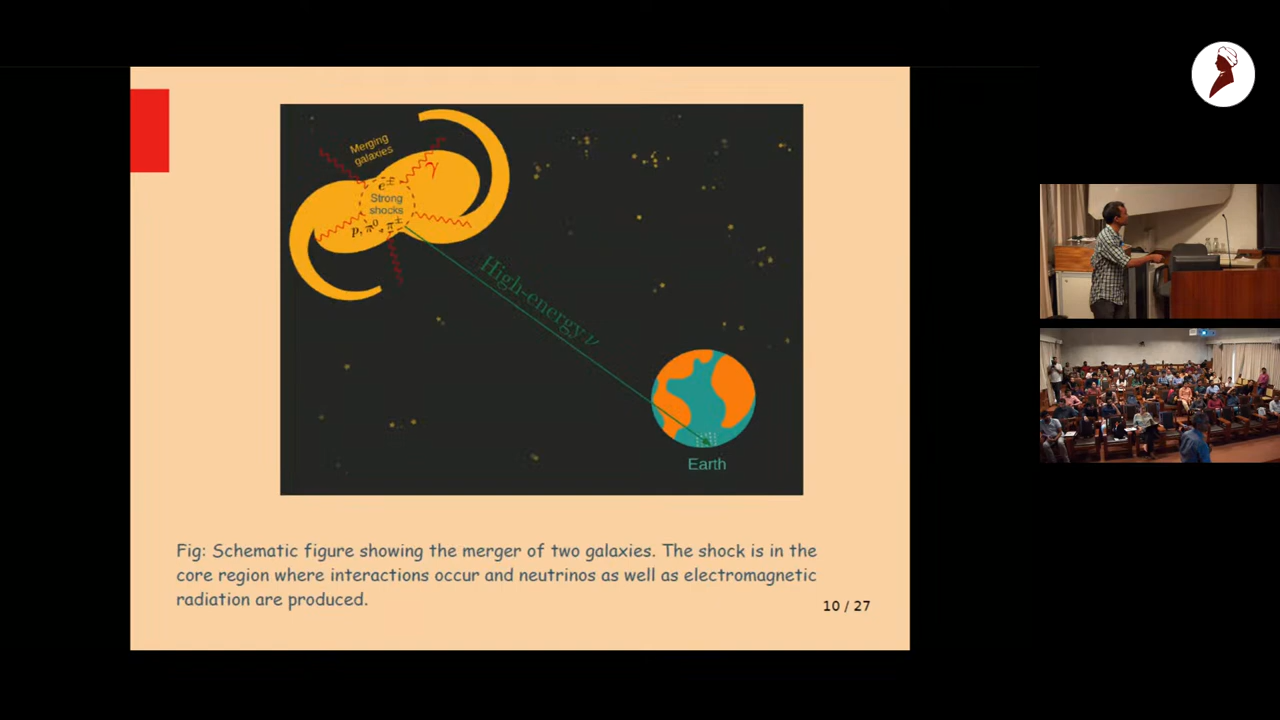 Merging
galaxies
γ
e±
Strong
shocks
p, π⁰, π±
High-energy ν
Earth
Fig: Schematic figure showing the merger of two galaxies. The shock is in the
core region where interactions occur and neutrinos as well as electromagnetic
radiation are produced.
10 / 27